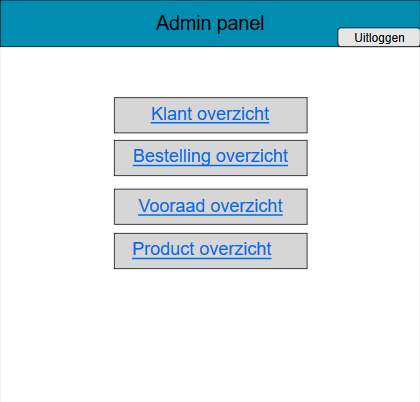 Admin panel
Uitloggen
Klant overzicht
Bestelling overzicht
Vooraad overzicht
Product overzicht